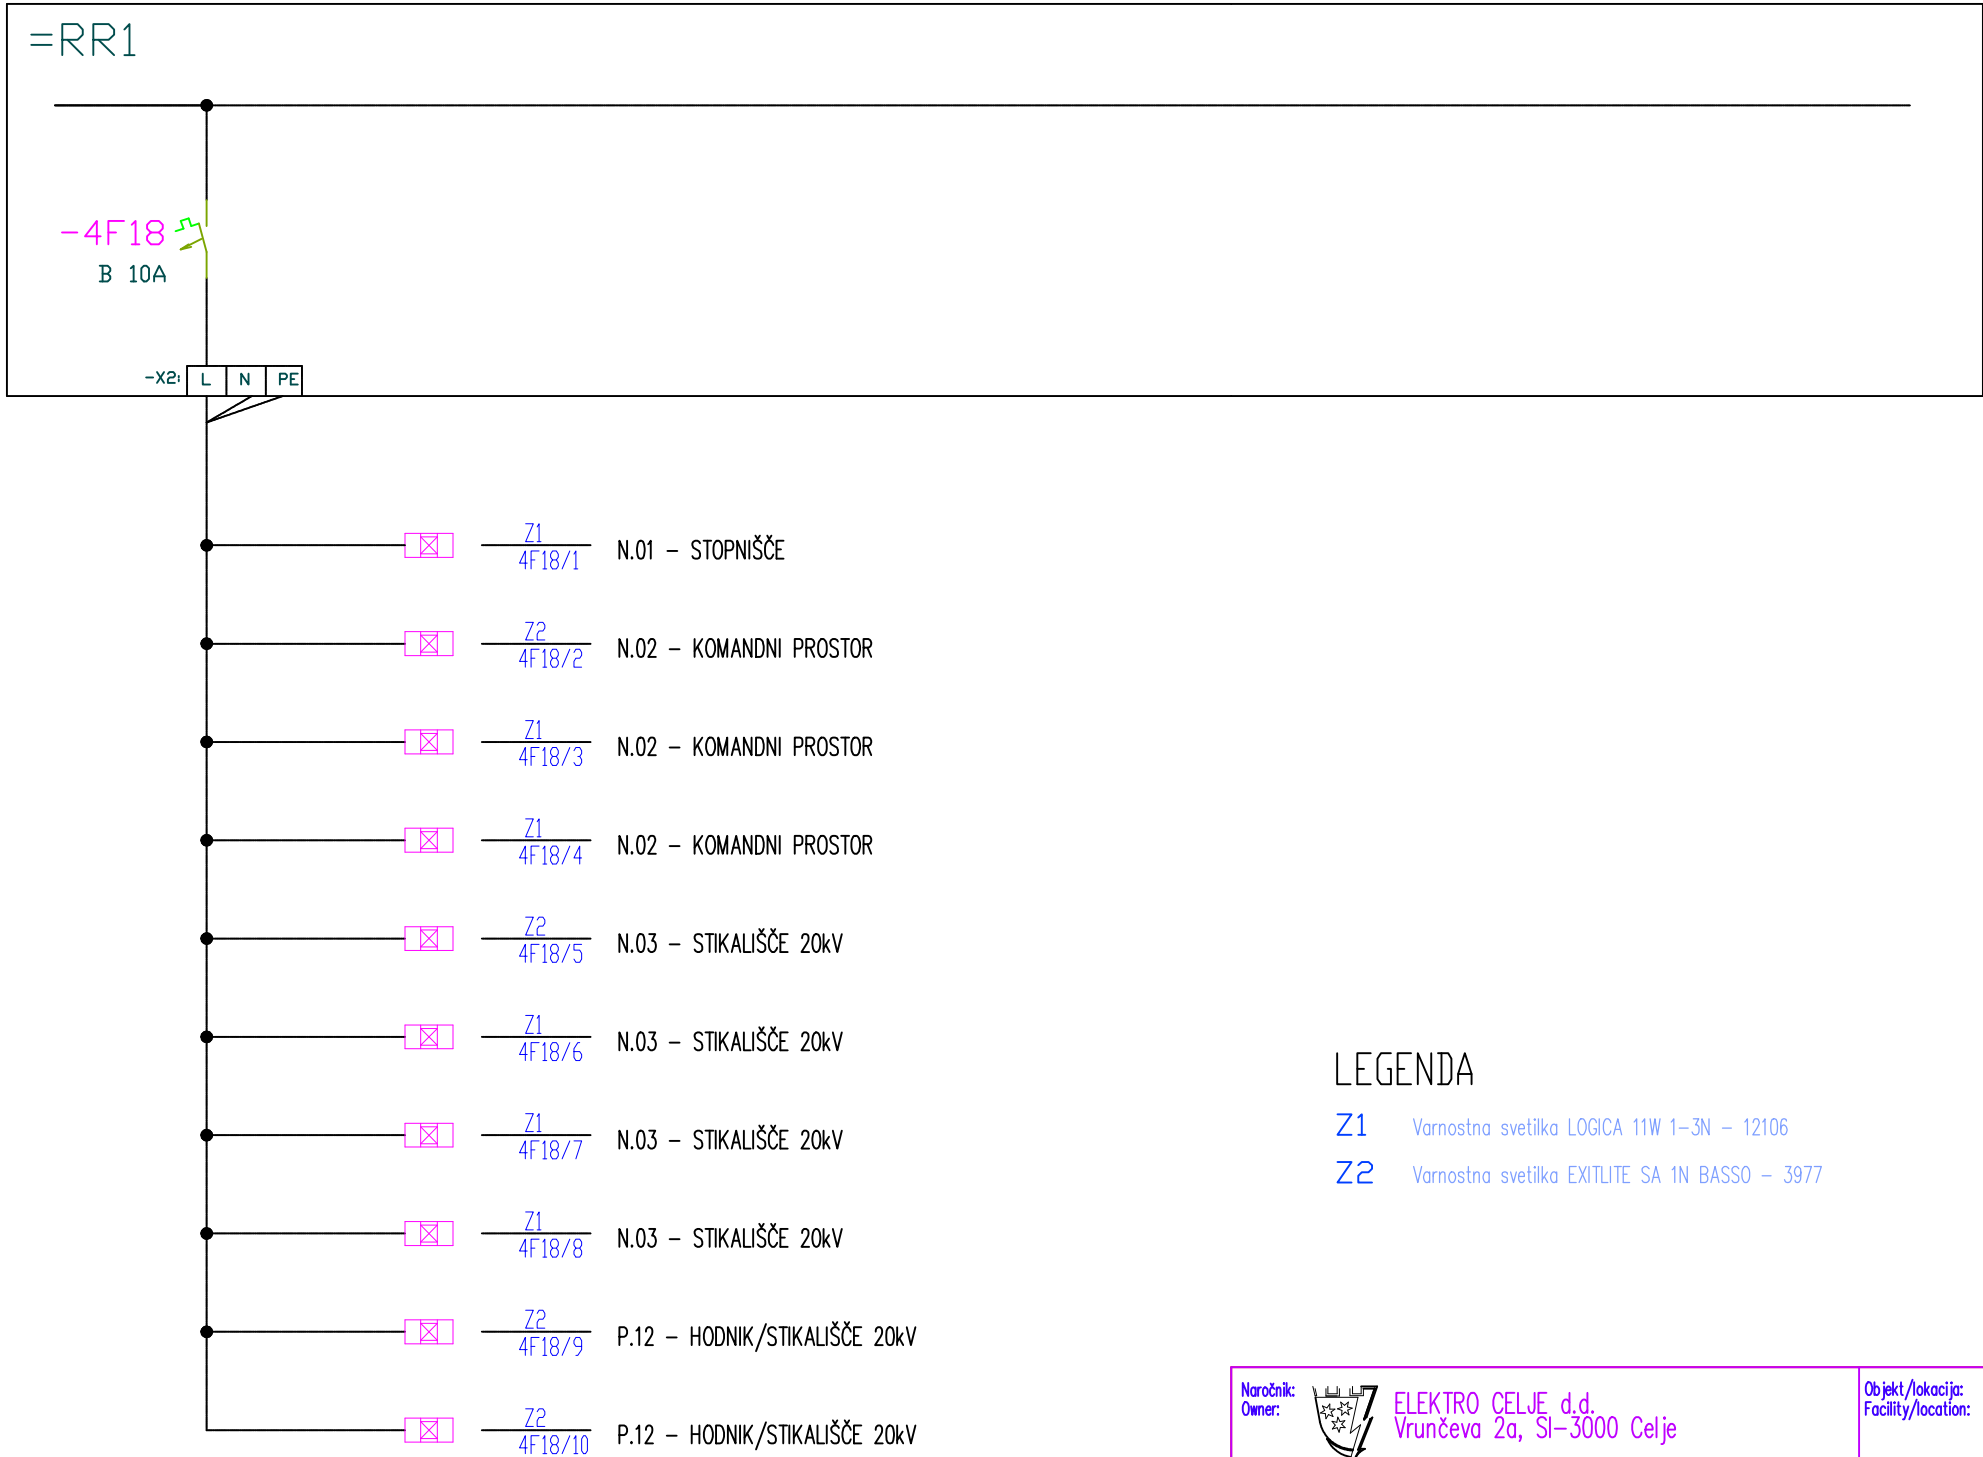 =RR1
-4F18
B 10A
-X2: L N PE
Z1
4F18/1 N.01 - STOPNIŠČE
Z2
4F18/2 N.02 - KOMANDNI PROSTOR
Z1
4F18/3 N.02 - KOMANDNI PROSTOR
Z1
4F18/4 N.02 - KOMANDNI PROSTOR
Z2
4F18/5 N.03 - STIKALIŠČE 20kV
Z1
4F18/6 N.03 - STIKALIŠČE 20kV
Z1
4F18/7 N.03 - STIKALIŠČE 20kV
Z1
4F18/8 N.03 - STIKALIŠČE 20kV
Z2
4F18/9 P.12 - HODNIK/STIKALIŠČE 20kV
Z2
4F18/10 P.12 - HODNIK/STIKALIŠČE 20kV
LEGENDA
Z1 Varnostna svetilka LOGICA 11W 1-3N - 12106
Z2 Varnostna svetilka EXITLITE SA 1N BASSO - 3977
Naročnik:
Owner:
ELEKTRO CELJE d.d.
Vrunčeva 2a, SI-3000 Celje
Objekt/lokacija:
Facility/location: